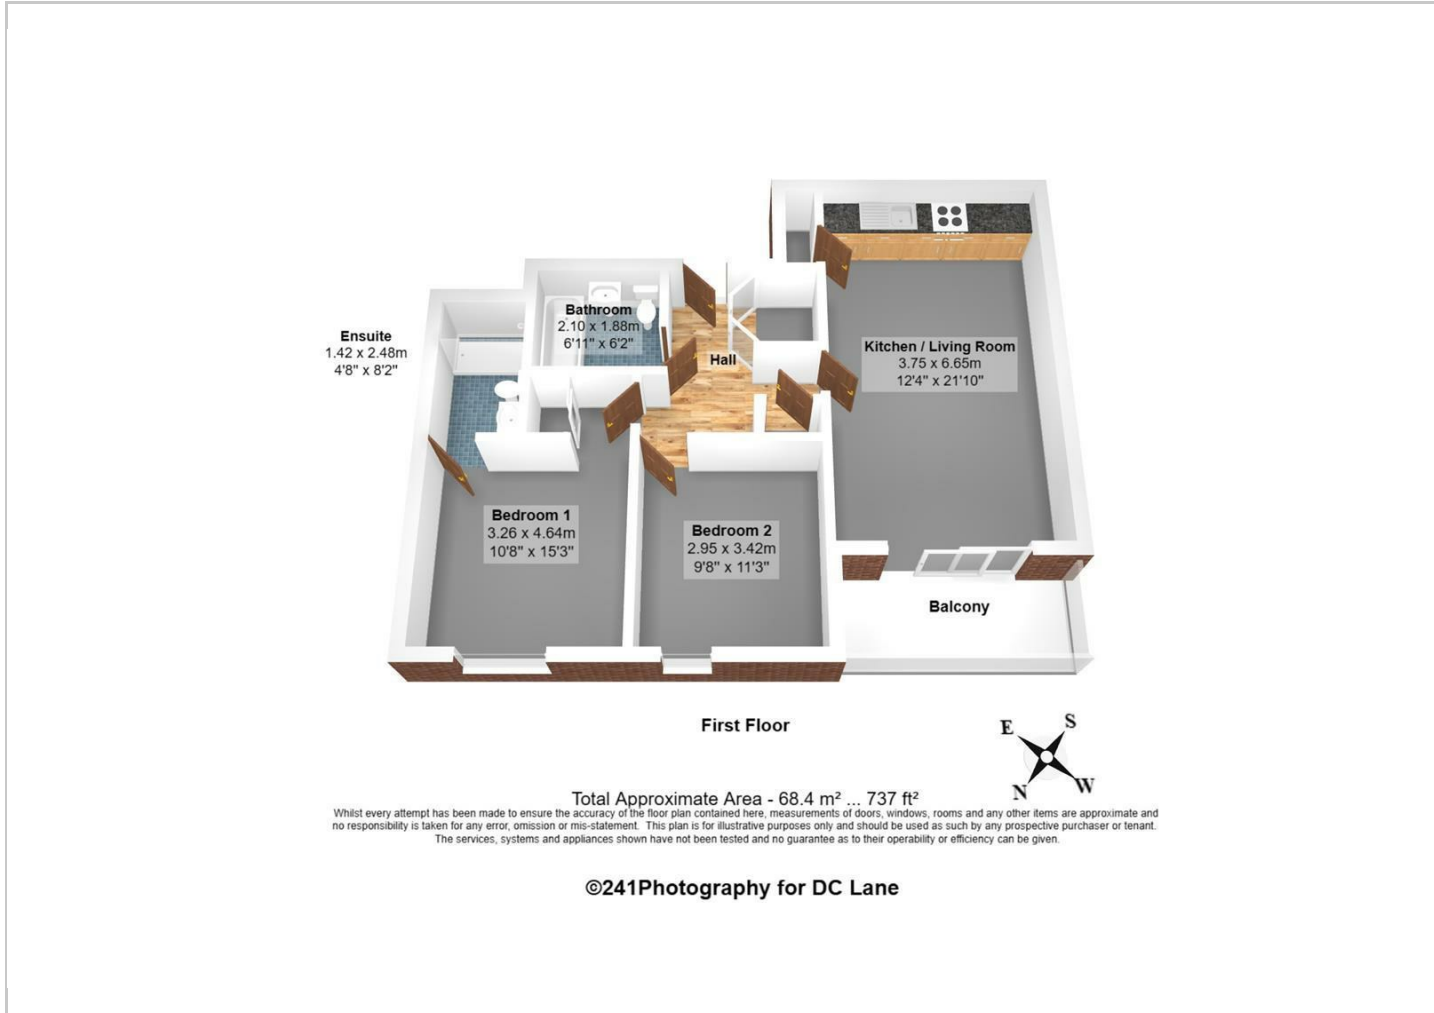 Ensuite
1.42 x 2.48m
4'8" x 8'2"
Bathroom
2.10 x 1.88m
6'11" x 6'2"
Hall
Kitchen / Living Room
3.75 x 6.65m
12'4" x 21'10"
Bedroom 1
3.26 x 4.64m
10'8" x 15'3"
Bedroom 2
2.95 x 3.42m
9'8" x 11'3"
Balcony
First Floor
E
S
N
W
Total Approximate Area - 68.4 m² ... 737 ft²
Whilst every attempt has been made to ensure the accuracy of the floor plan contained here, measurements of doors, windows, rooms and any other items are approximate and
no responsibility is taken for any error, omission or mis-statement. This plan is for illustrative purposes only and should be used as such by any prospective purchaser or tenant.
The services, systems and appliances shown have not been tested and no guarantee as to their operability or efficiency can be given.
©241Photography for DC Lane